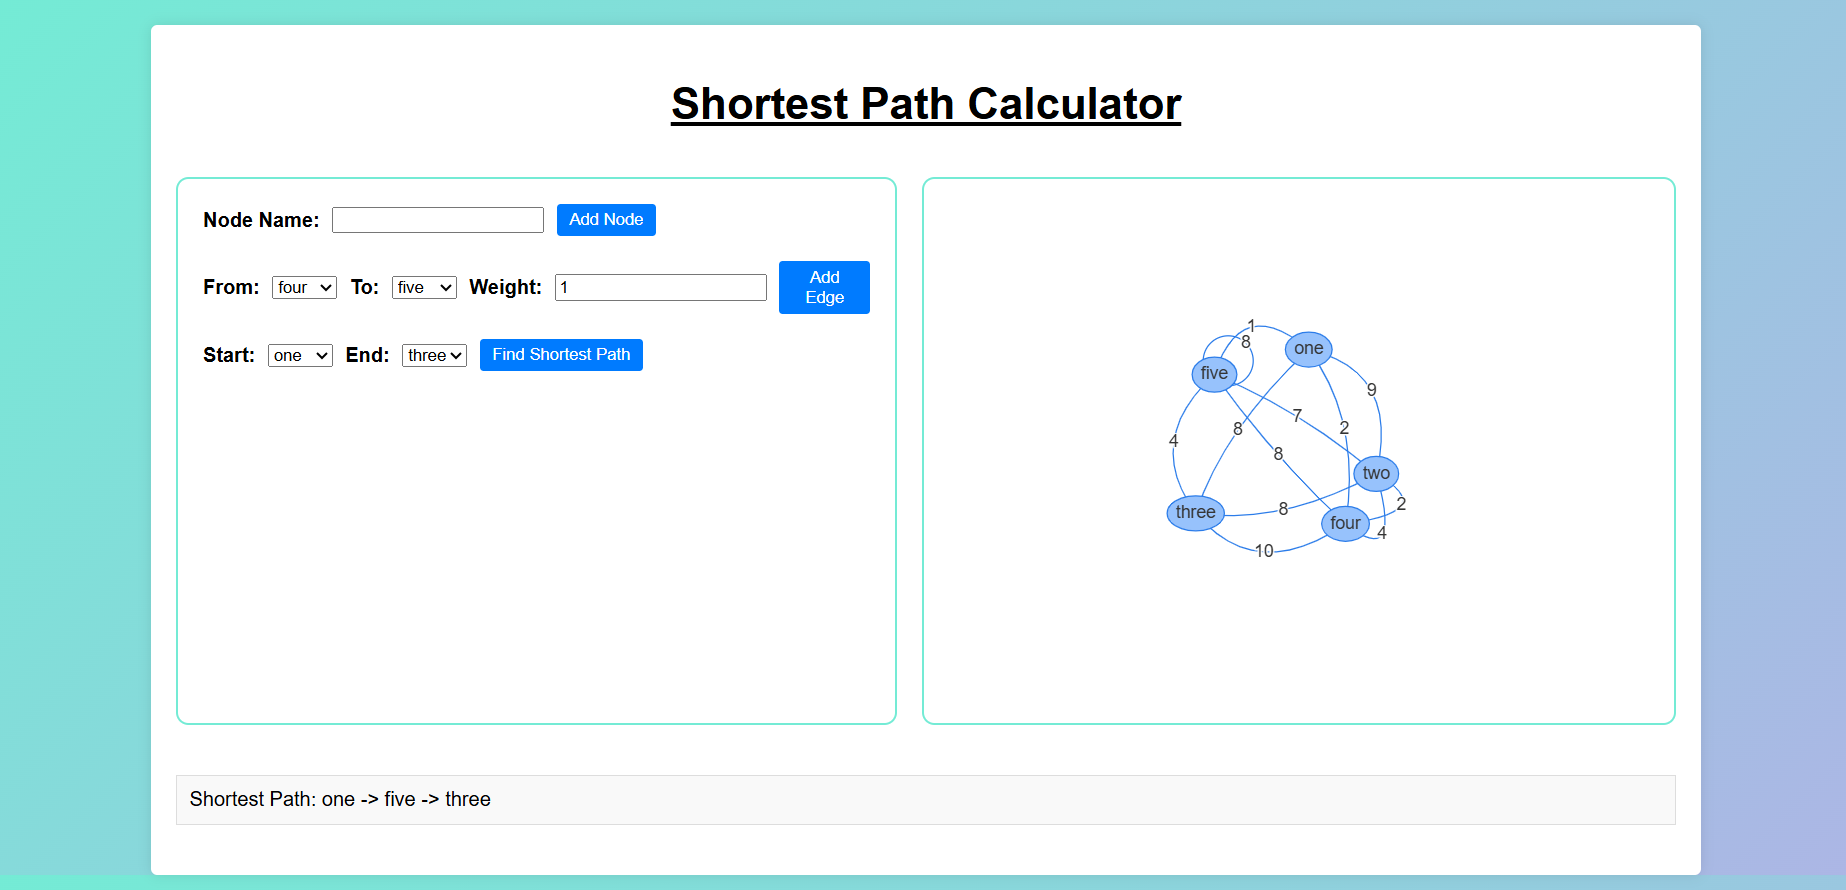 Shortest Path Calculator
Node Name: Add Node
From: four To: five Weight: 1 Add Edge
Start: one End: three Find Shortest Path
1
8
one
five
9
7
2
8
4
8
two
2
three
8
four
4
10
Shortest Path: one -> five -> three